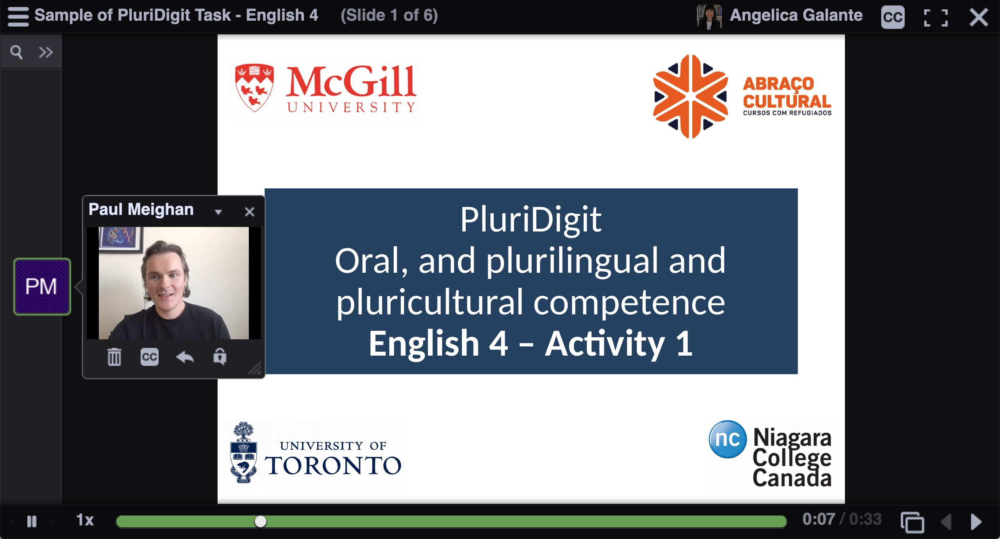 Sample of PluriDigit Task - English 4 (Slide 1 of 6)
Angelica Galante
CC
McGill
UNIVERSITY
ABRAÇO
CULTURAL
CURSOS COM REFUGIADOS
Paul Meighan
PM
CC
PluriDigit
Oral, and plurilingual and
pluricultural competence
English 4 – Activity 1
UNIVERSITY OF
TORONTO
nc
Niagara
College
Canada
1x
0:07 / 0:33